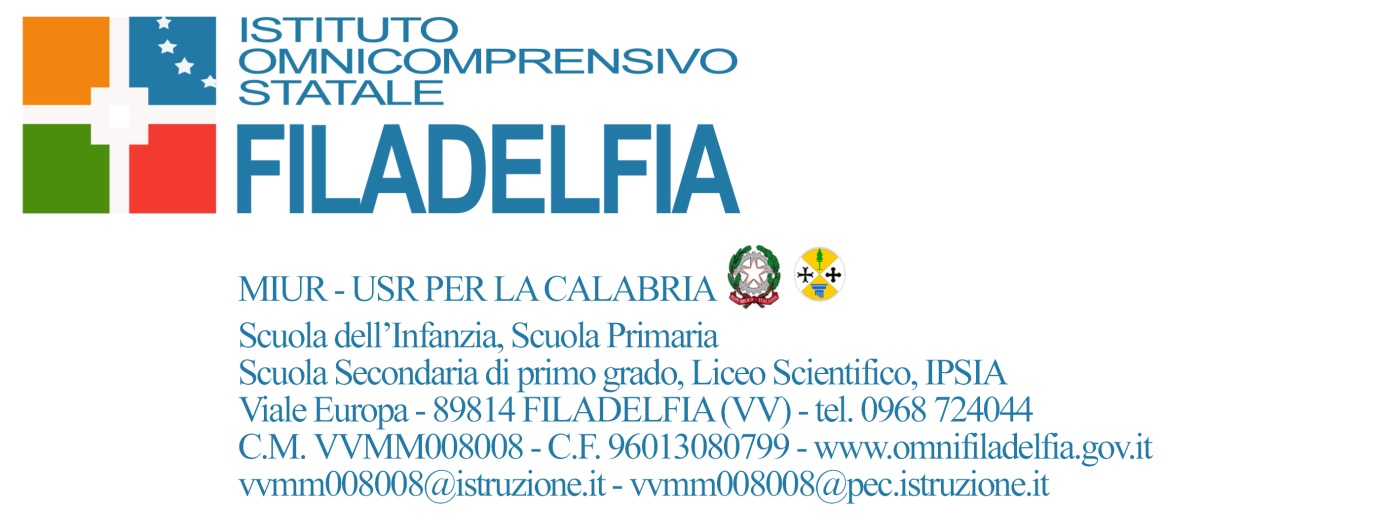 ISTITUTO
OMNICOMPRENSIVO
STATALE
FILADELFIA
MIUR - USR PER LA CALABRIA
Scuola dell’Infanzia, Scuola Primaria
Scuola Secondaria di primo grado, Liceo Scientifico, IPSIA
Viale Europa - 89814 FILADELFIA (VV) - tel. 0968 724044
C.M. VVMM008008 - C.F. 96013080799 - www.omnifiladelfia.gov.it
vvmm008008@istruzione.it - vvmm008008@pec.istruzione.it